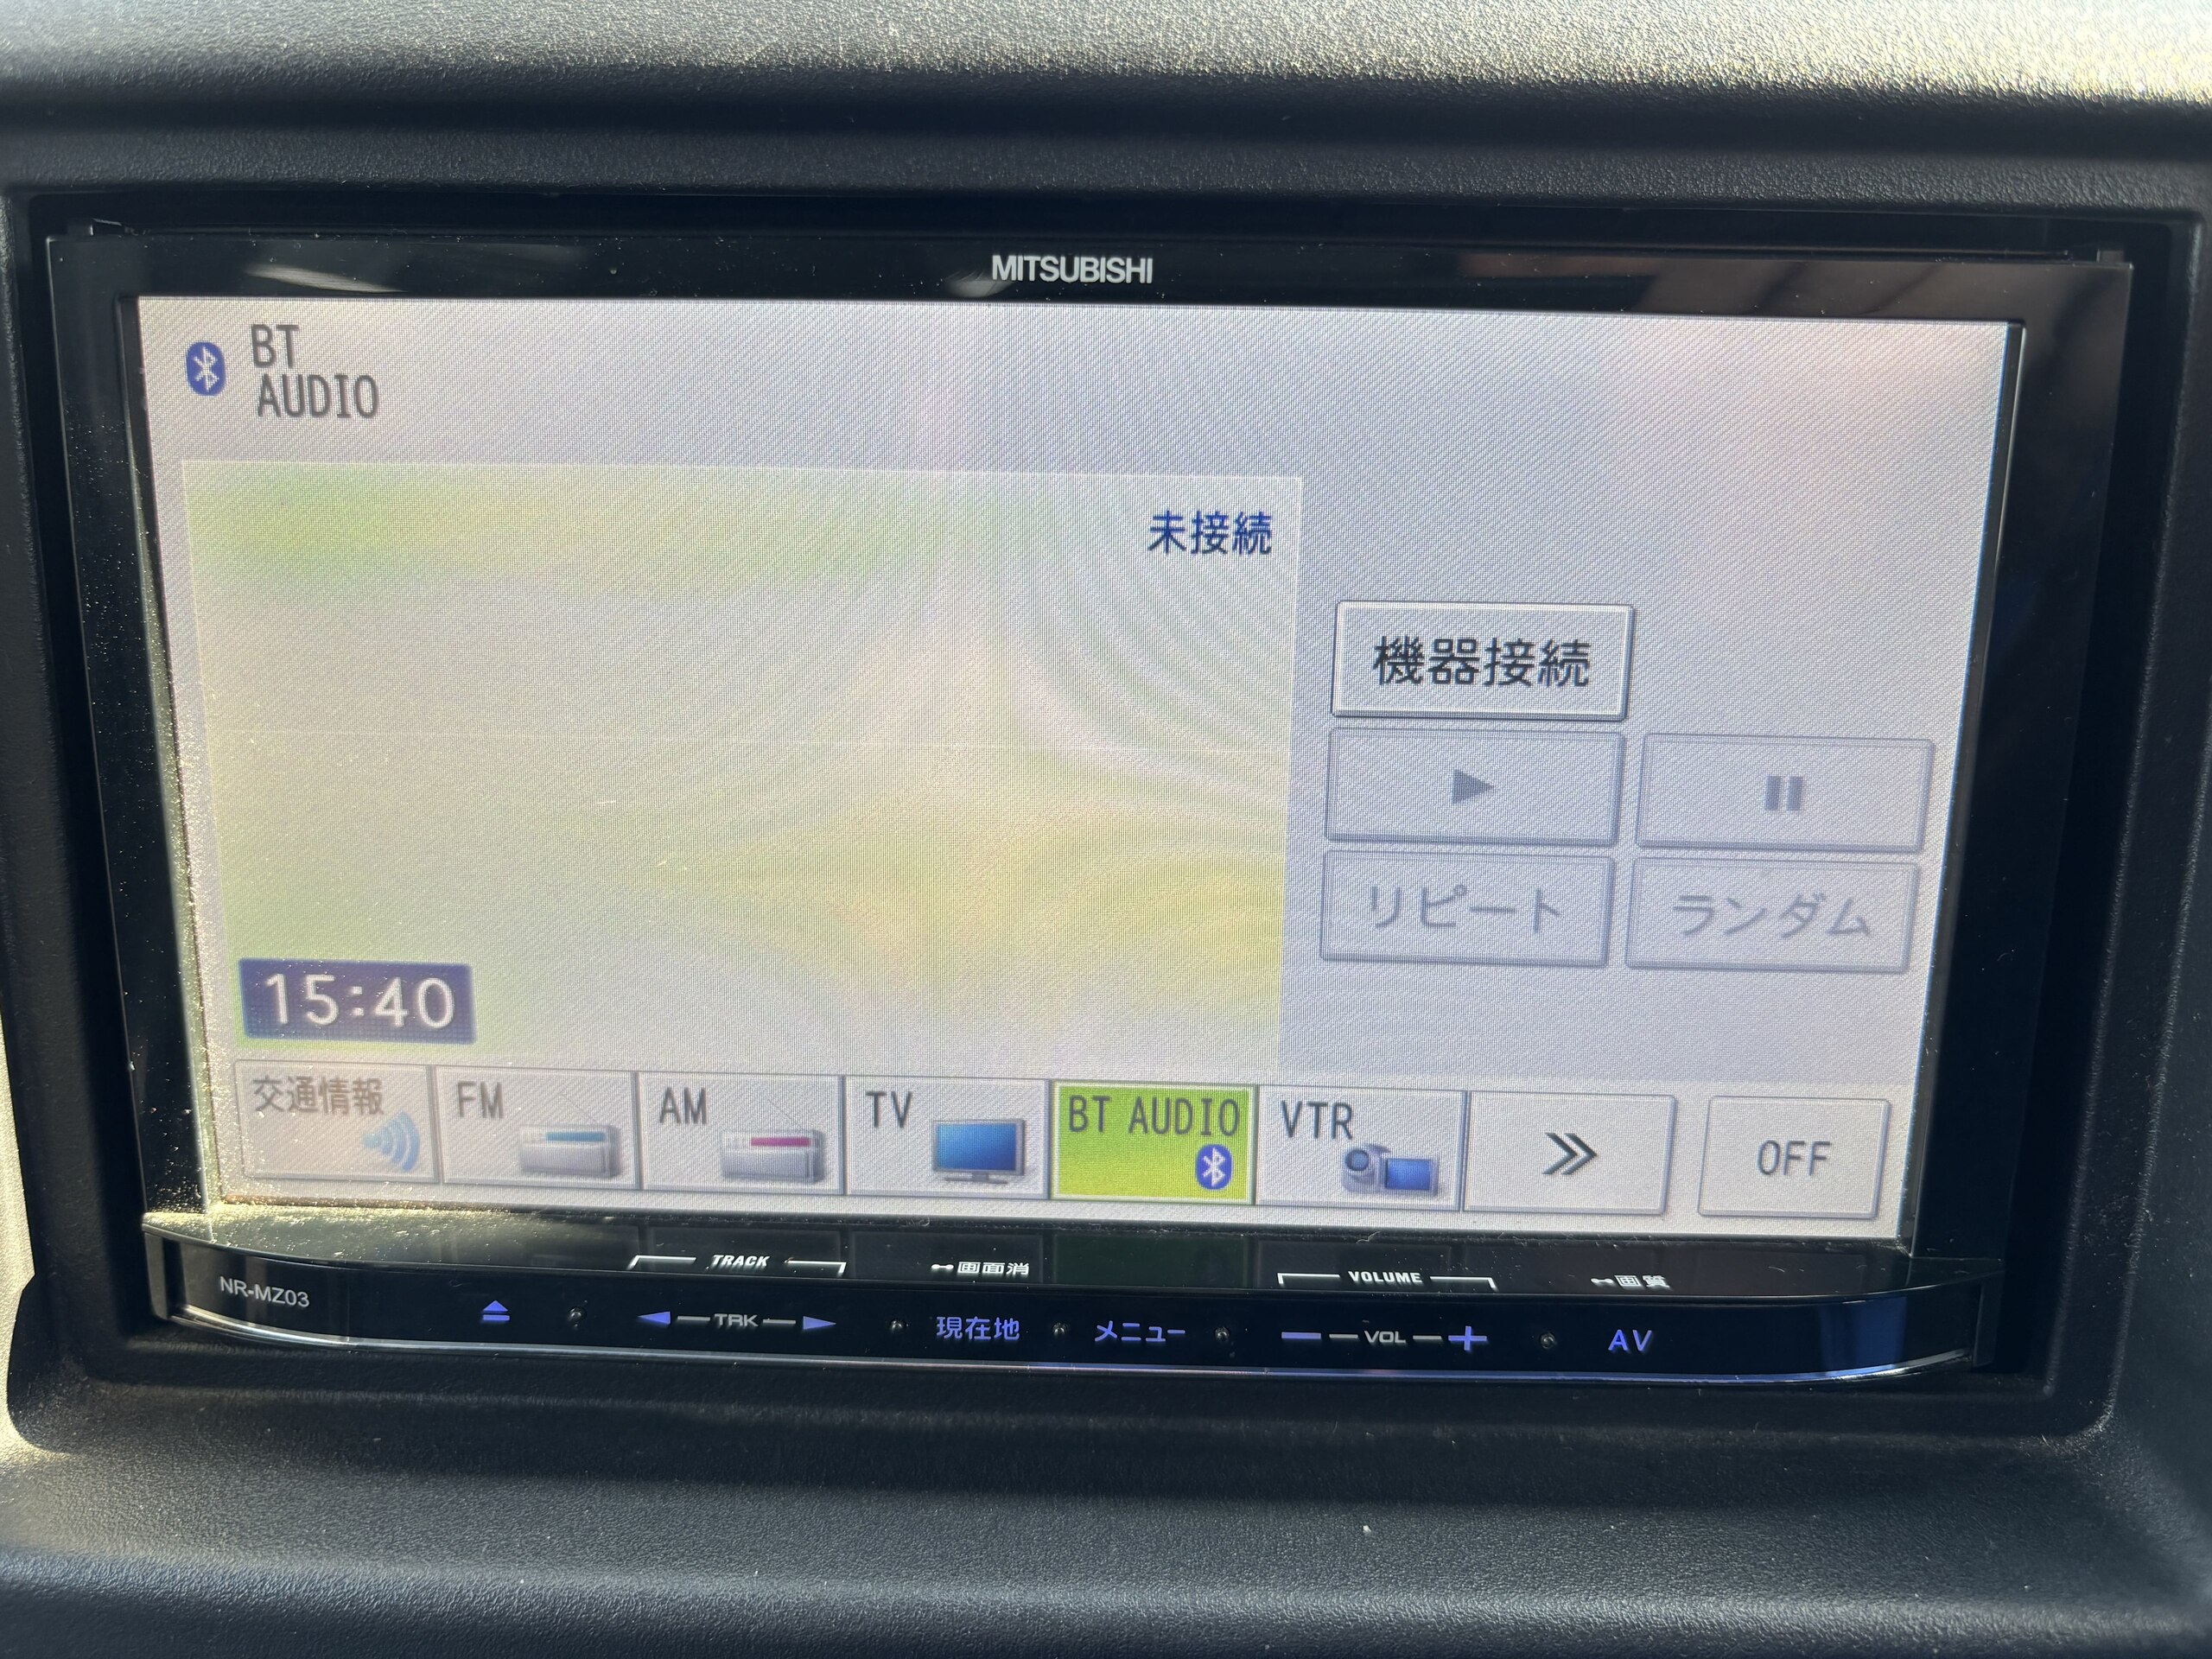 MITSUBISHI
BT
AUDIO
未接続
機器接続
リピート
ランダム
15:40
交通情報
FM
AM
TV
BT AUDIO
VTR
OFF
TRACK
画面消
VOLUME
画質
NR-MZ03
TRK
現在地
メニュー
VOL
AV